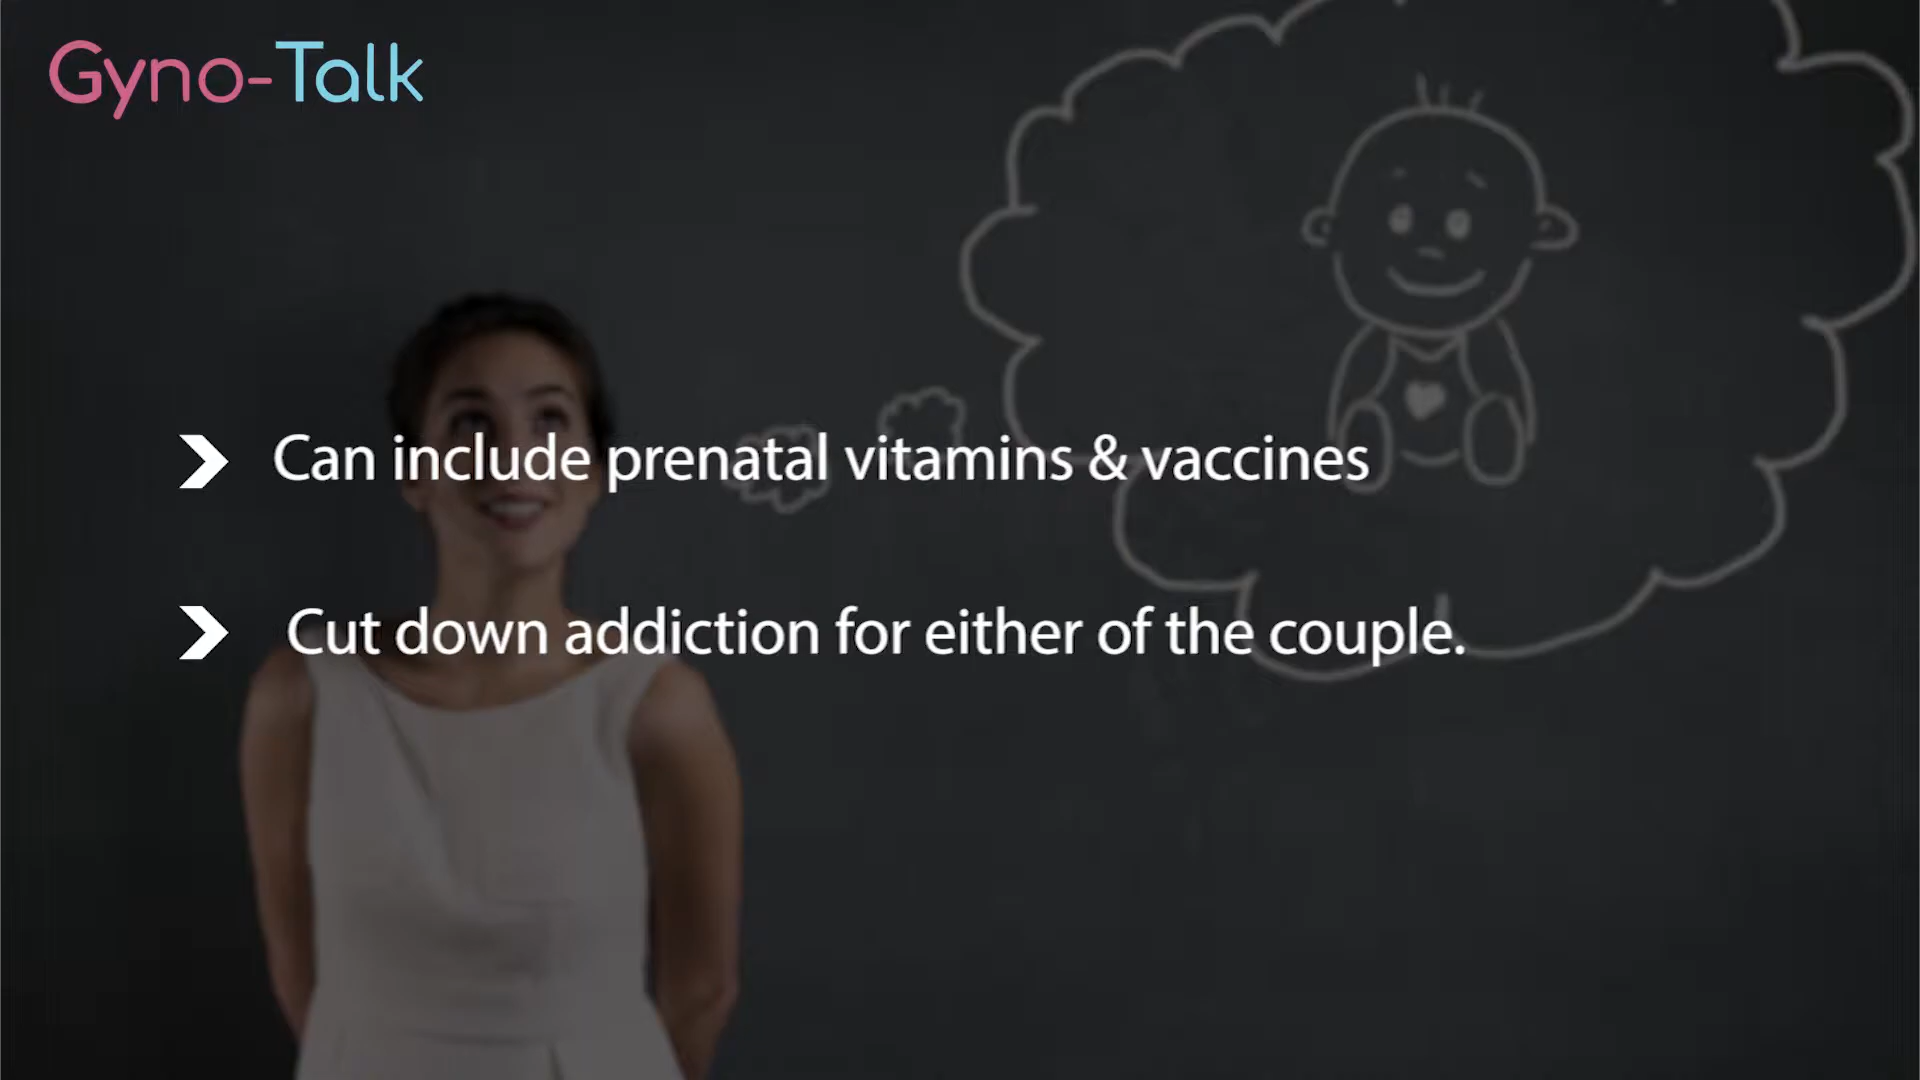 Gyno-Talk
Can include prenatal vitamins & vaccines
Cut down addiction for either of the couple.